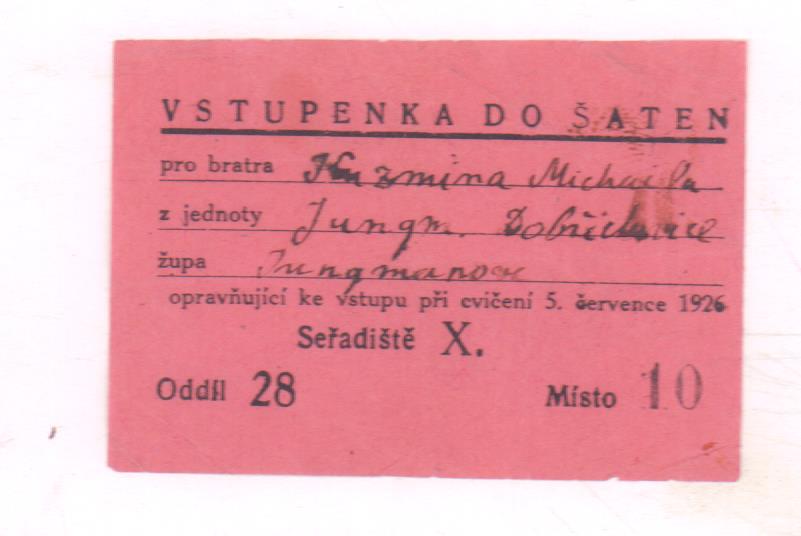 VSTUPENKA DO ŠATEN
pro bratra Kuzmina Michaila
z jednoty Jungm. Dobřichovice
župa Jungmanova
opravňující ke vstupu při cvičení 5. července 1926
Seřadiště X.
Oddíl 28 Místo 10